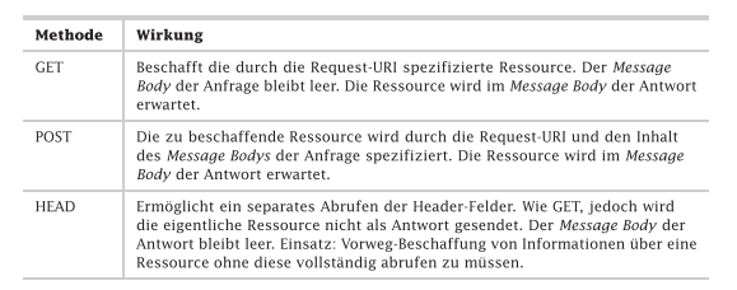 Methode Wirkung
GET Beschafft die durch die Request-URI spezifizierte Ressource. Der Message
Body der Anfrage bleibt leer. Die Ressource wird im Message Body der Antwort
erwartet.
POST Die zu beschaffende Ressource wird durch die Request-URI und den Inhalt
des Message Bodys der Anfrage spezifiziert. Die Ressource wird im Message
Body der Antwort erwartet.
HEAD Ermöglicht ein separates Abrufen der Header-Felder. Wie GET, jedoch wird
die eigentliche Ressource nicht als Antwort gesendet. Der Message Body der
Antwort bleibt leer. Einsatz: Vorweg-Beschaffung von Informationen über eine
Ressource ohne diese vollständig abrufen zu müssen.